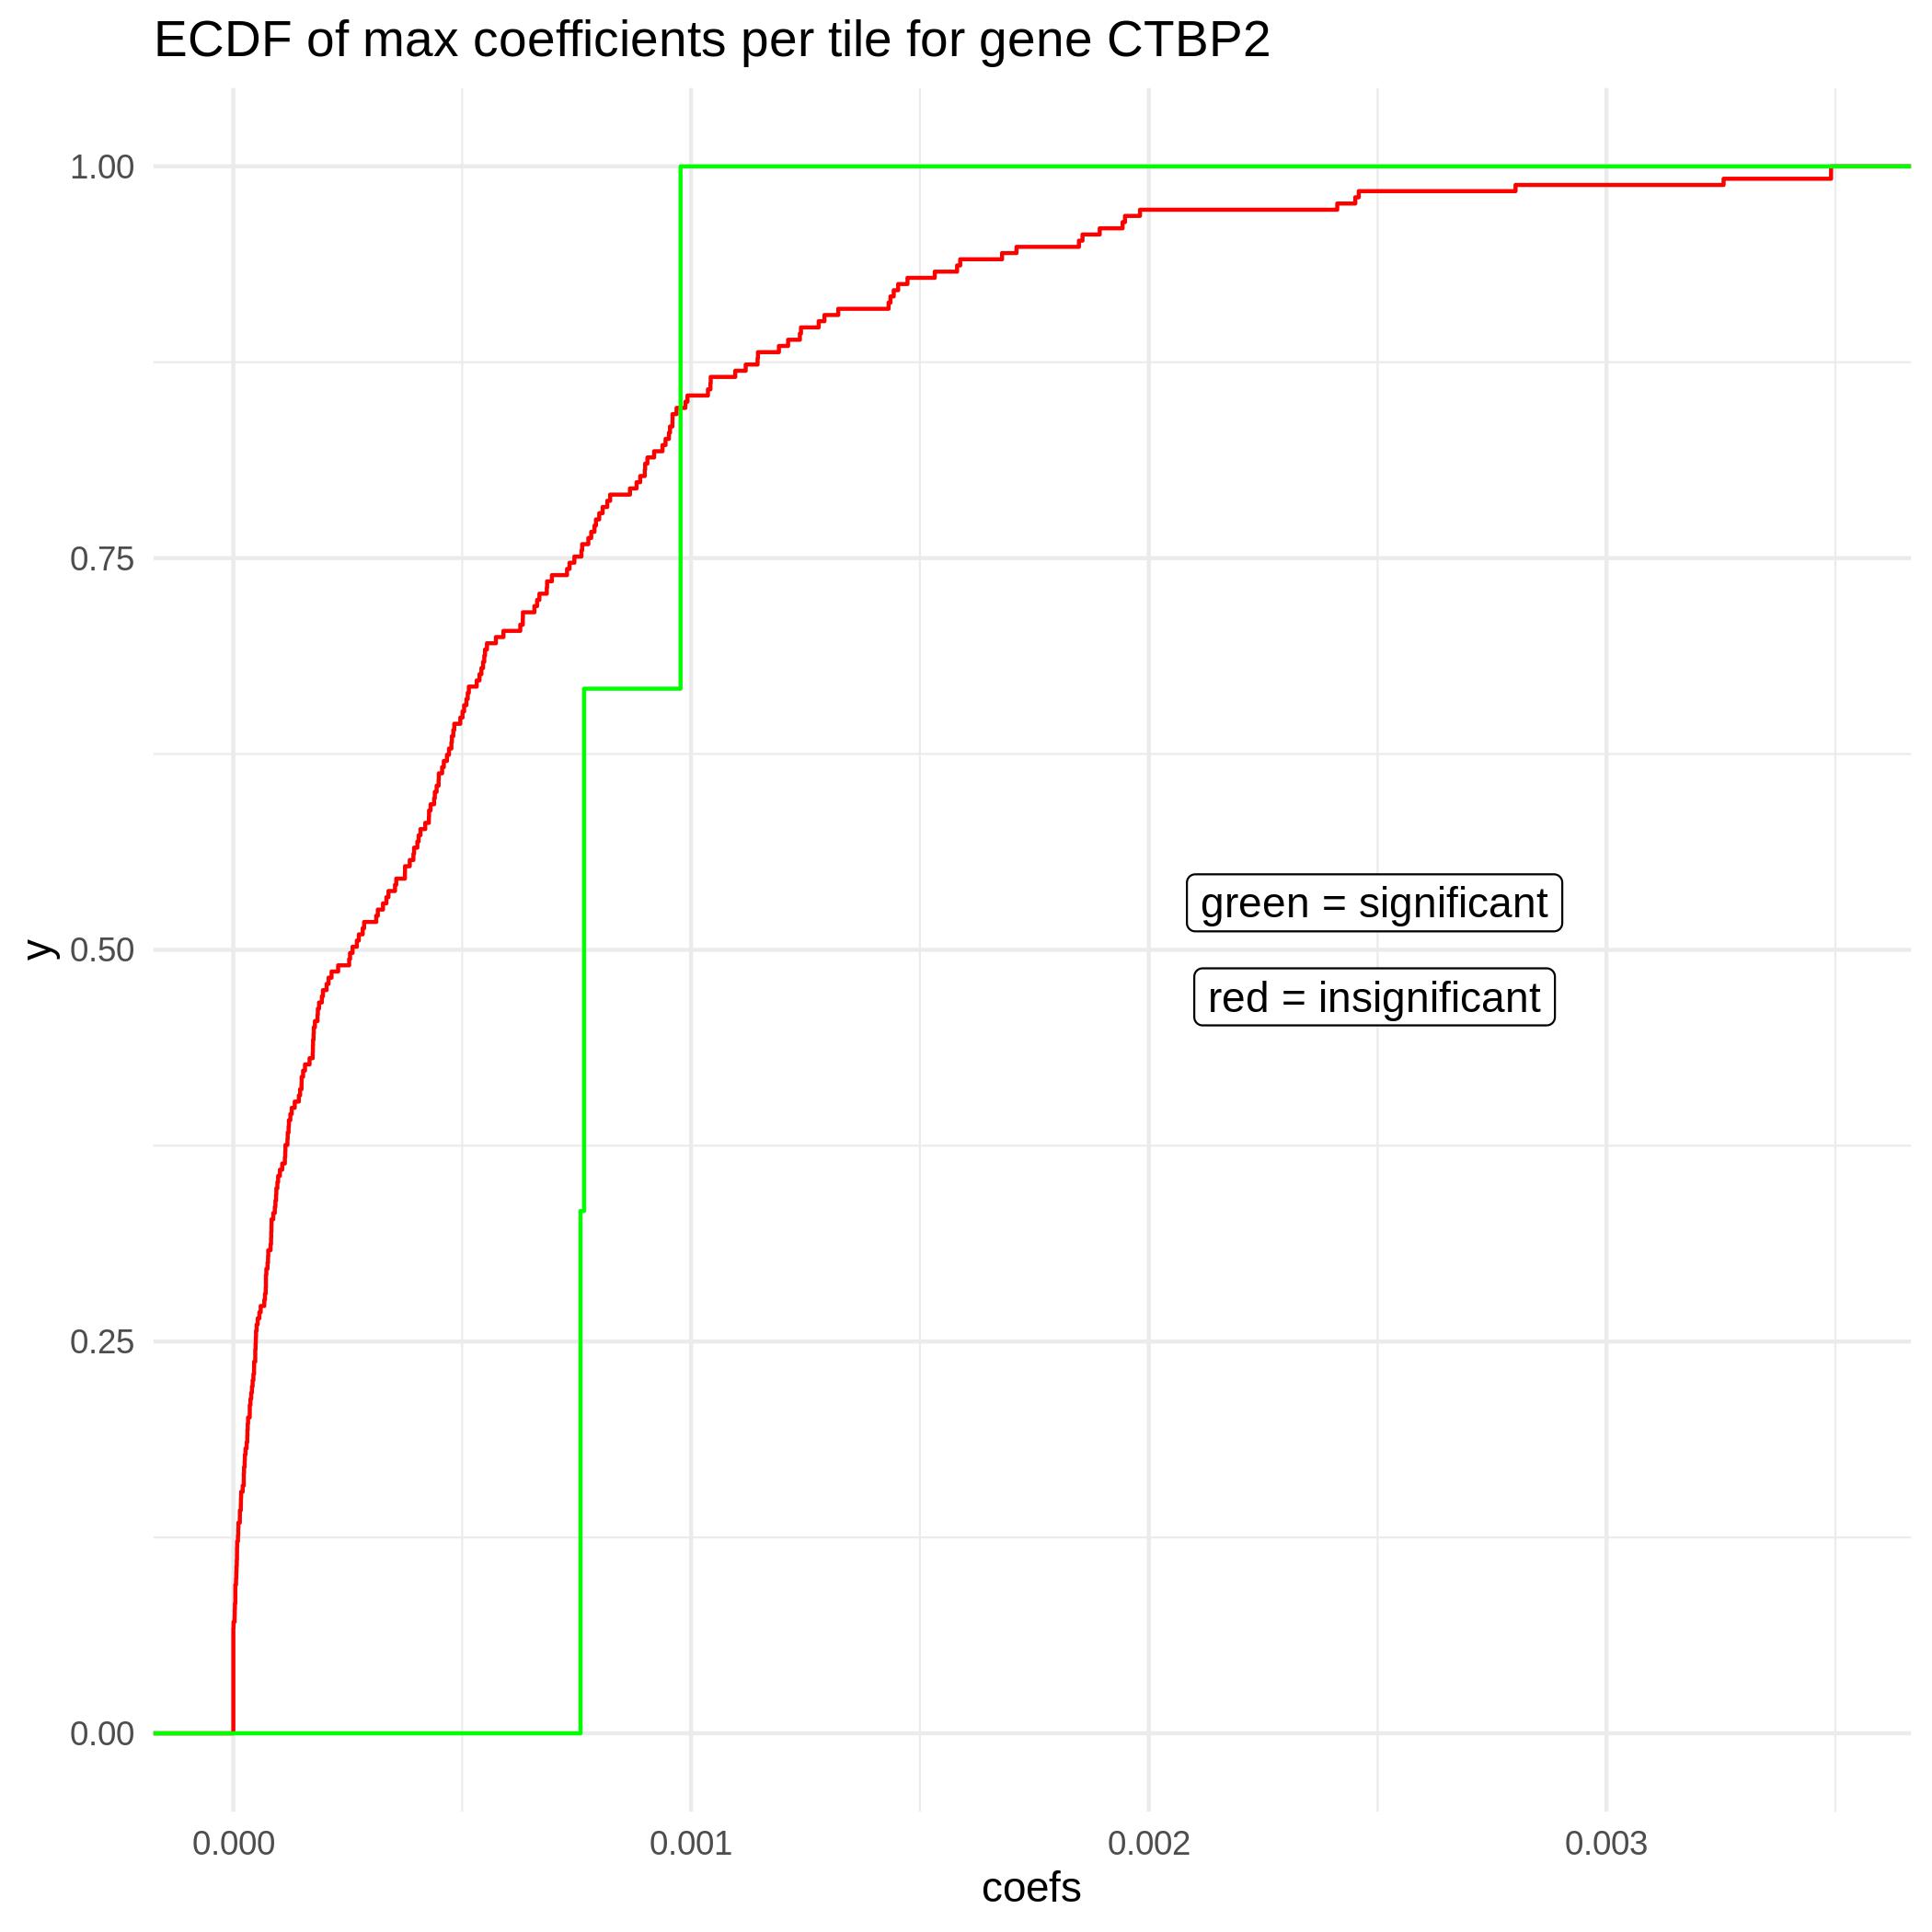 ECDF of max coefficients per tile for gene CTBP2
1.00
0.75
0.50
0.25
0.00
y
green = significant
red = insignificant
0.000 0.001 0.002 0.003
coefs